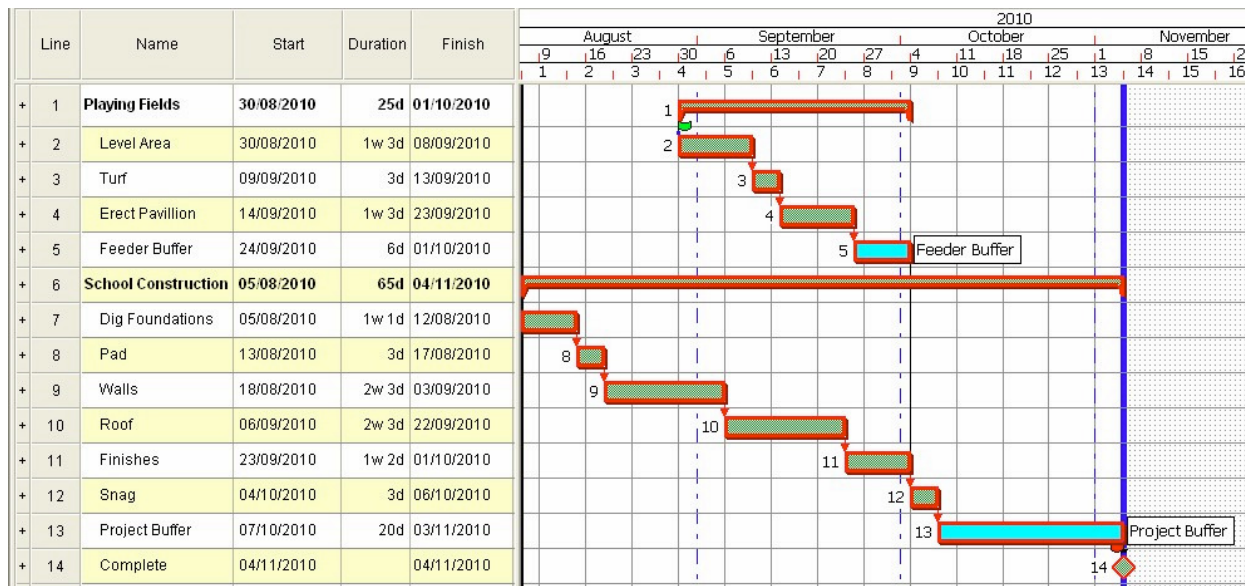 2010
August September October November
9 16 23 30 6 13 20 27 4 11 18 25 1 8 15 2
1 2 3 4 5 6 7 8 9 10 11 12 13 14 15 16
Line Name Start Duration Finish
+ 1 Playing Fields 30/08/2010 25d 01/10/2010 1
+ 2 Level Area 30/08/2010 1w 3d 08/09/2010 2
+ 3 Turf 09/09/2010 3d 13/09/2010 3
+ 4 Erect Pavillion 14/09/2010 1w 3d 23/09/2010 4
+ 5 Feeder Buffer 24/09/2010 6d 01/10/2010 5 Feeder Buffer
+ 6 School Construction 05/08/2010 65d 04/11/2010
+ 7 Dig Foundations 05/08/2010 1w 1d 12/08/2010
+ 8 Pad 13/08/2010 3d 17/08/2010 8
+ 9 Walls 18/08/2010 2w 3d 03/09/2010 9
+ 10 Roof 06/09/2010 2w 3d 22/09/2010 10
+ 11 Finishes 23/09/2010 1w 2d 01/10/2010 11
+ 12 Snag 04/10/2010 3d 06/10/2010 12
+ 13 Project Buffer 07/10/2010 20d 03/11/2010 13 Project Buffer
+ 14 Complete 04/11/2010 04/11/2010 14